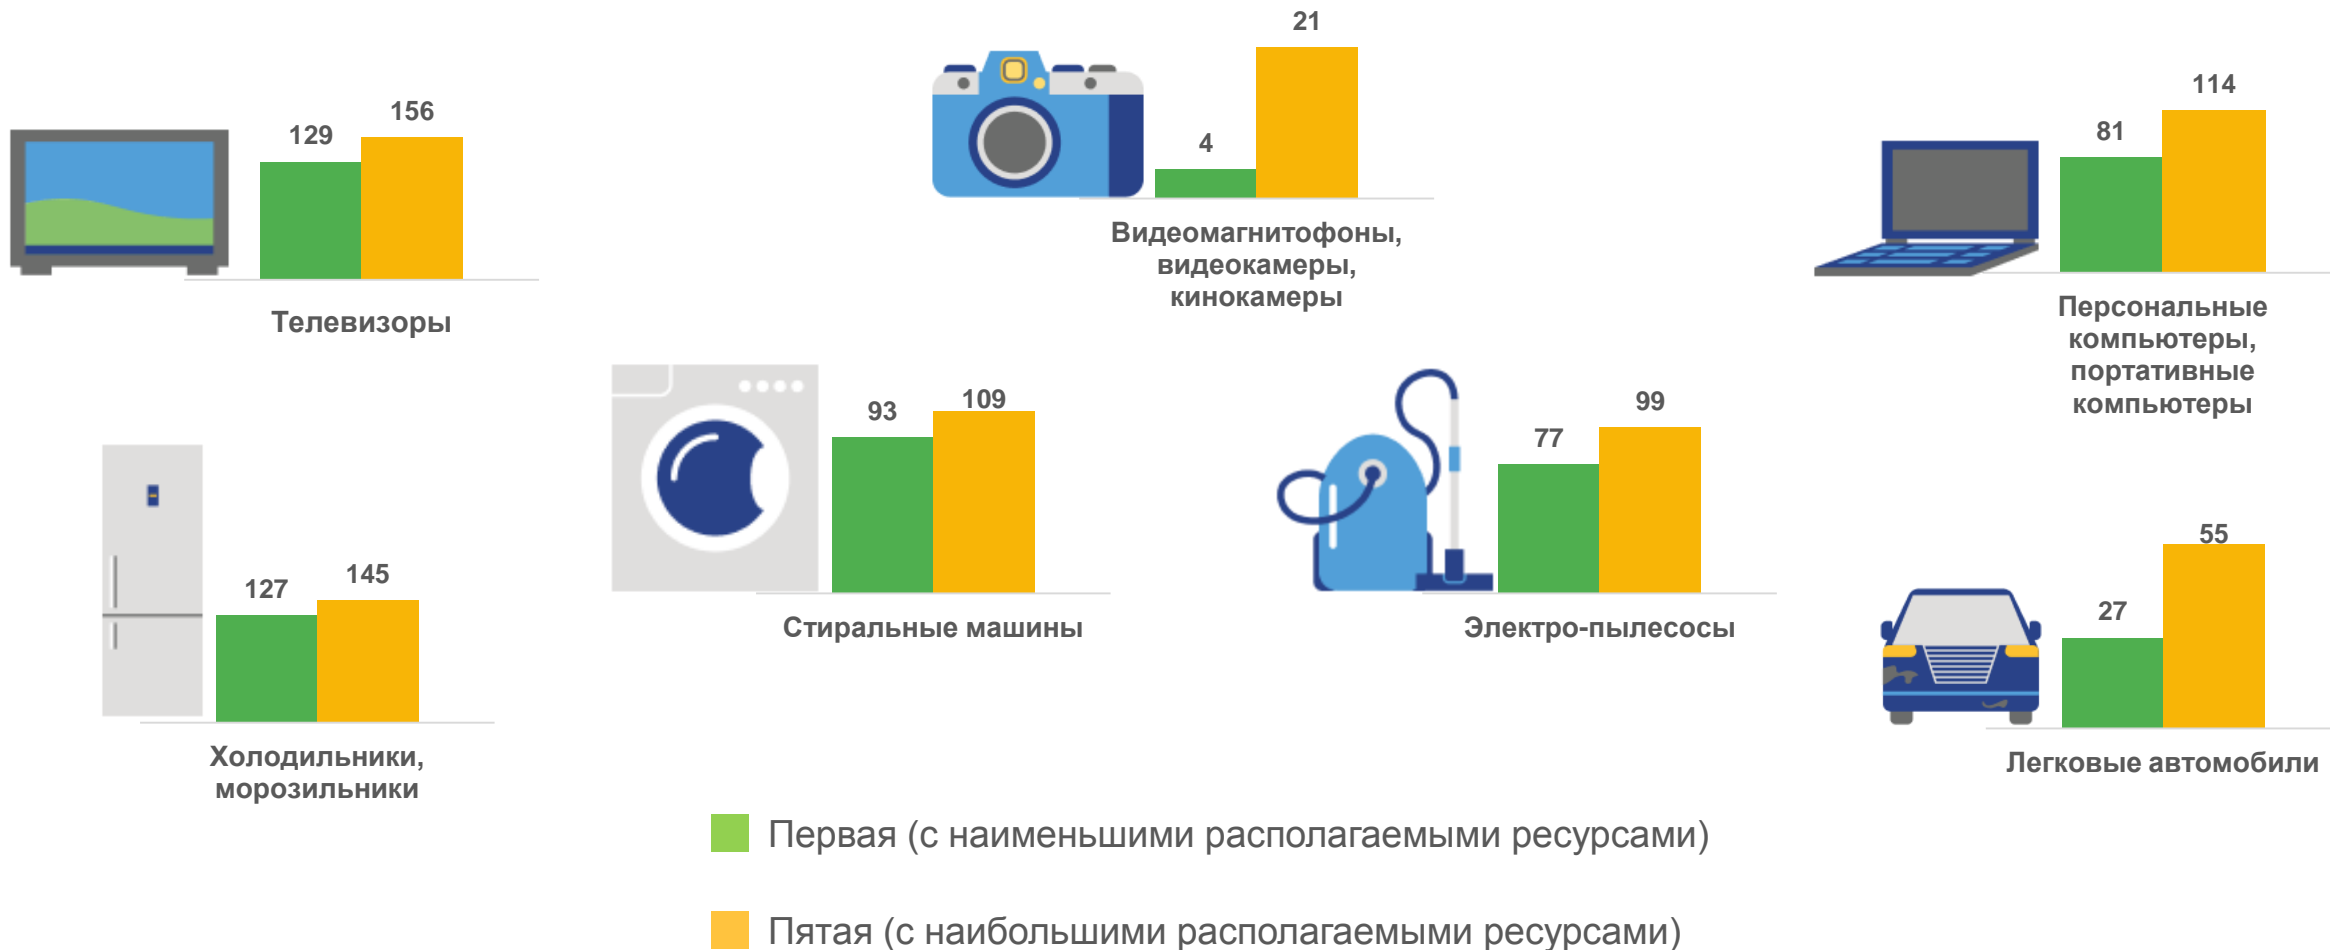 129
156
Телевизоры
4
21
Видеомагнитофоны,
видеокамеры,
кинокамеры
81
114
Персональные
компьютеры,
портативные
компьютеры
127
145
Холодильники,
морозильники
93
109
Стиральные машины
77
99
Электро-пылесосы
27
55
Легковые автомобили
Первая (с наименьшими располагаемыми ресурсами)
Пятая (с наибольшими располагаемыми ресурсами)